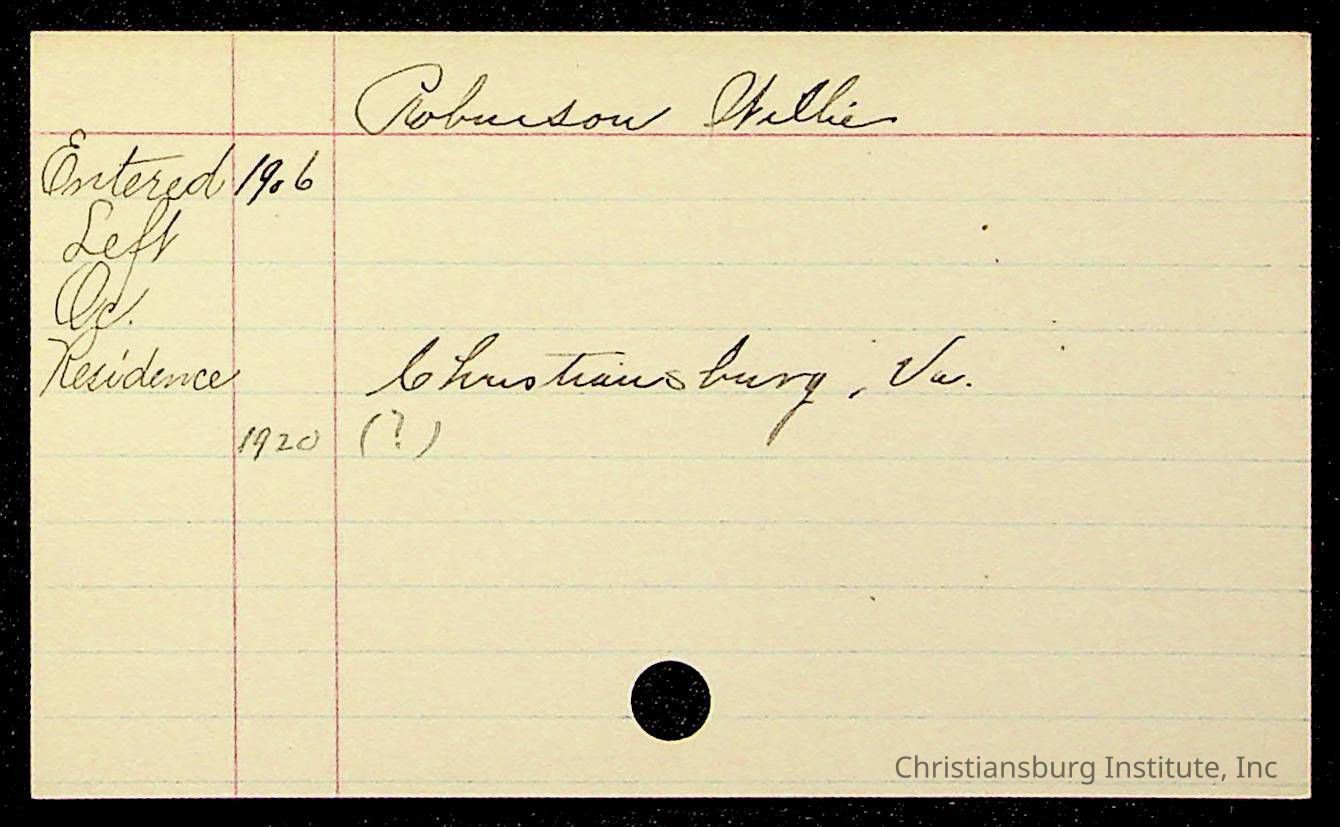 Robinson Willie
Entered 1906
Left
Oc.
Residence Christiansburg, Va.
1920 (?)
Christiansburg Institute, Inc